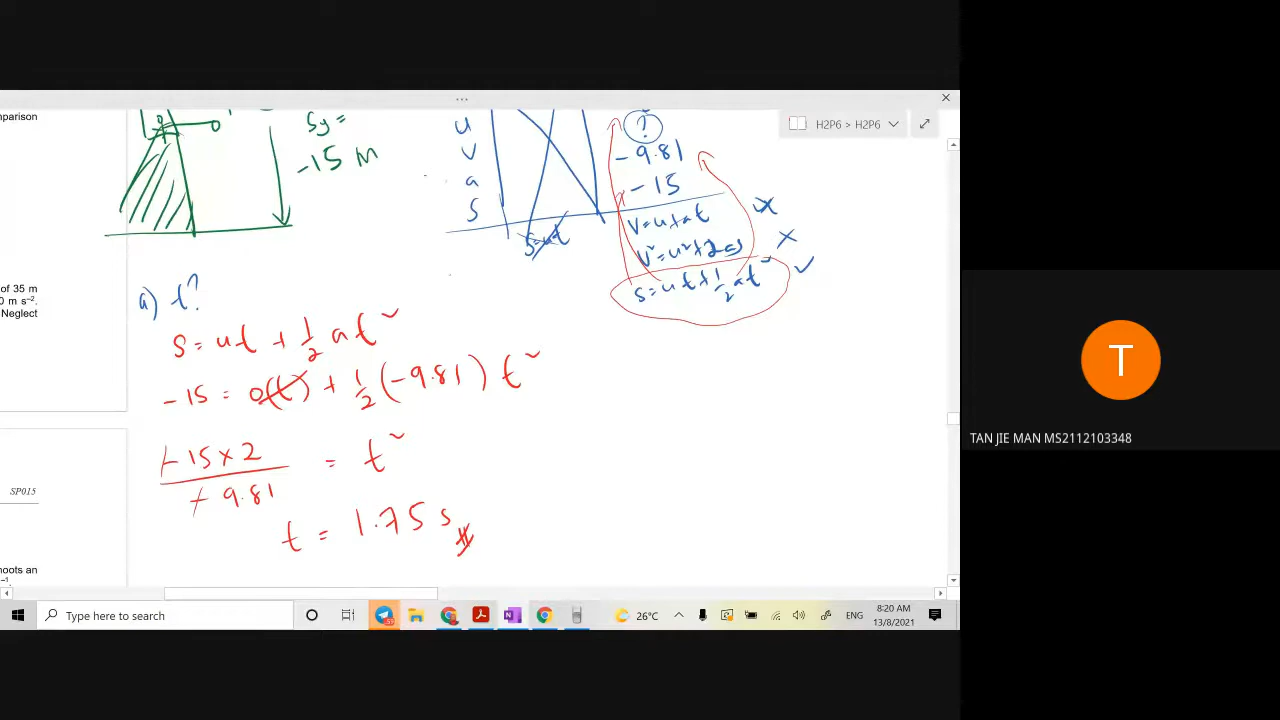 nparison
H2P6 > H2P6
Sy=
-15 m
u
v
a
s
?
-9.81
-15
s=ut
v=u+at
v²=u²+2as
s=ut+½at²
of 35 m
0 m s⁻².
Neglect
a) t?
s = ut + ½ at²
-15 = 0(t) + ½ (-9.81) t²
-15 x 2
-9.81
= t²
t = 1.75 s
SP015
hoots an
TAN JIE MAN MS2112103348
T
Type here to search
26°C
ENG
8:20 AM
13/8/2021